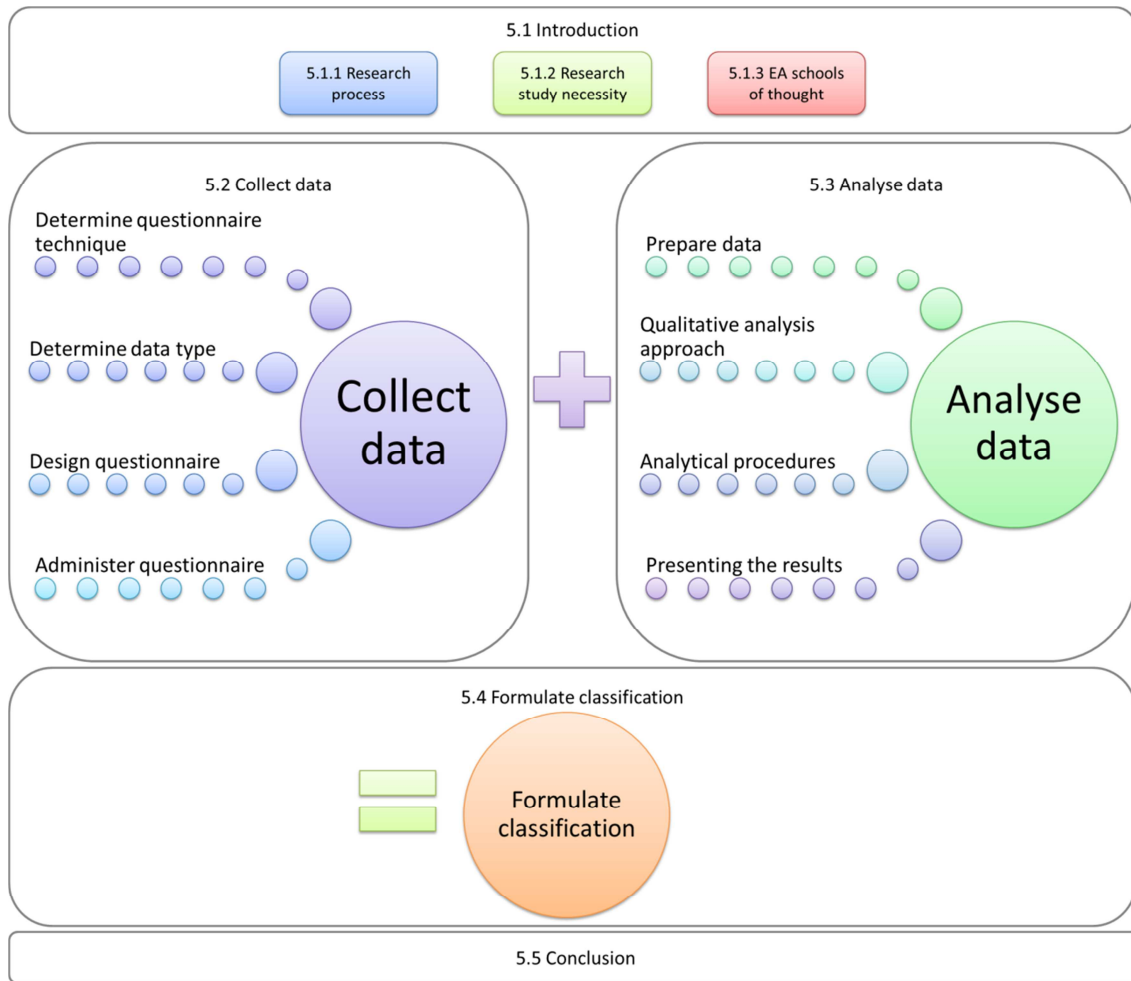 5.1 Introduction
5.1.1 Research
process
5.1.2 Research
study necessity
5.1.3 EA schools
of thought
5.2 Collect data
Determine questionnaire
technique
Determine data type
Design questionnaire
Administer questionnaire
Collect
data
5.3 Analyse data
Prepare data
Qualitative analysis
approach
Analytical procedures
Presenting the results
Analyse
data
5.4 Formulate classification
Formulate
classification
5.5 Conclusion